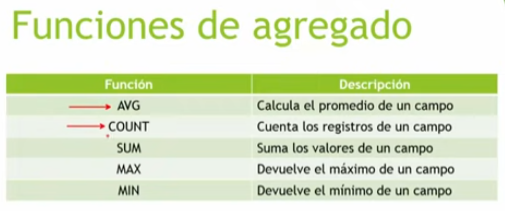 Funciones de agregado
Función Descripción
AVG Calcula el promedio de un campo
COUNT Cuenta los registros de un campo
SUM Suma los valores de un campo
MAX Devuelve el máximo de un campo
MIN Devuelve el mínimo de un campo